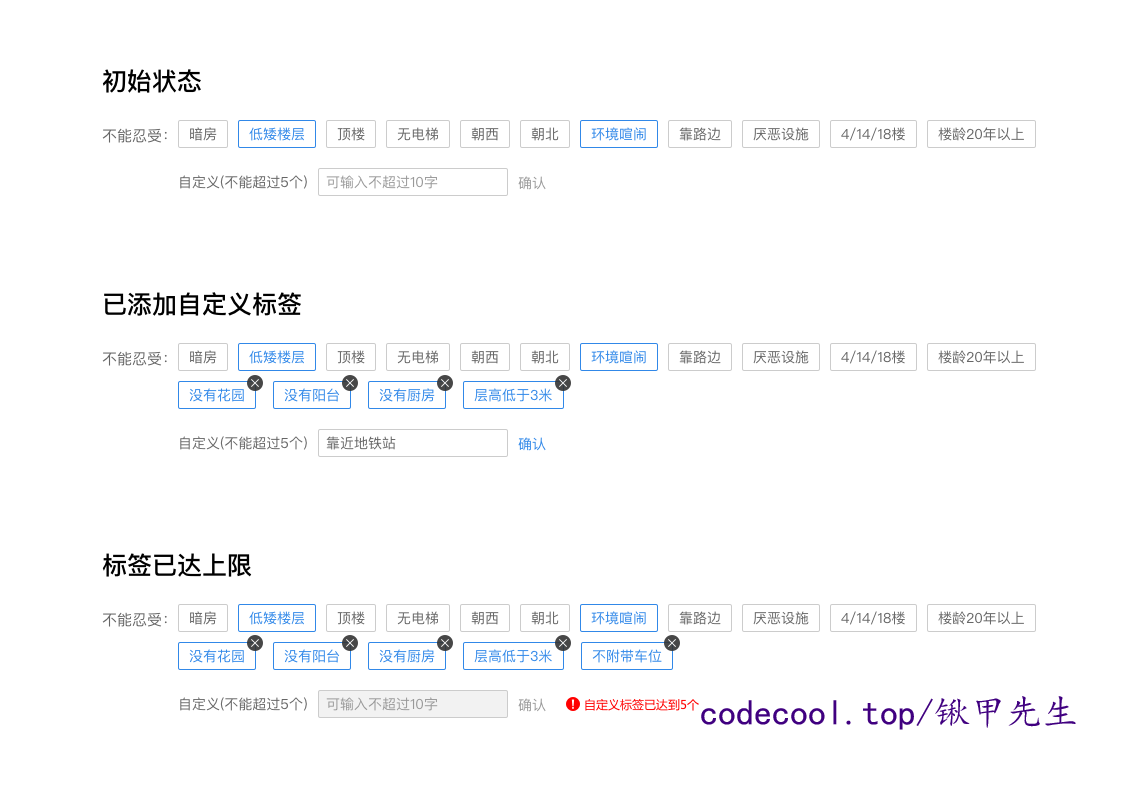 初始状态
不能忍受： 暗房 低矮楼层 顶楼 无电梯 朝西 朝北 环境喧闹 靠路边 厌恶设施 4/14/18楼 楼龄20年以上
自定义(不能超过5个) 可输入不超过10字 确认
已添加自定义标签
不能忍受： 暗房 低矮楼层 顶楼 无电梯 朝西 朝北 环境喧闹 靠路边 厌恶设施 4/14/18楼 楼龄20年以上
没有花园 没有阳台 没有厨房 层高低于3米
自定义(不能超过5个) 靠近地铁站 确认
标签已达上限
不能忍受： 暗房 低矮楼层 顶楼 无电梯 朝西 朝北 环境喧闹 靠路边 厌恶设施 4/14/18楼 楼龄20年以上
没有花园 没有阳台 没有厨房 层高低于3米 不附带车位
自定义(不能超过5个) 可输入不超过10字 确认 自定义标签已达到5个
codecool.top/锹甲先生